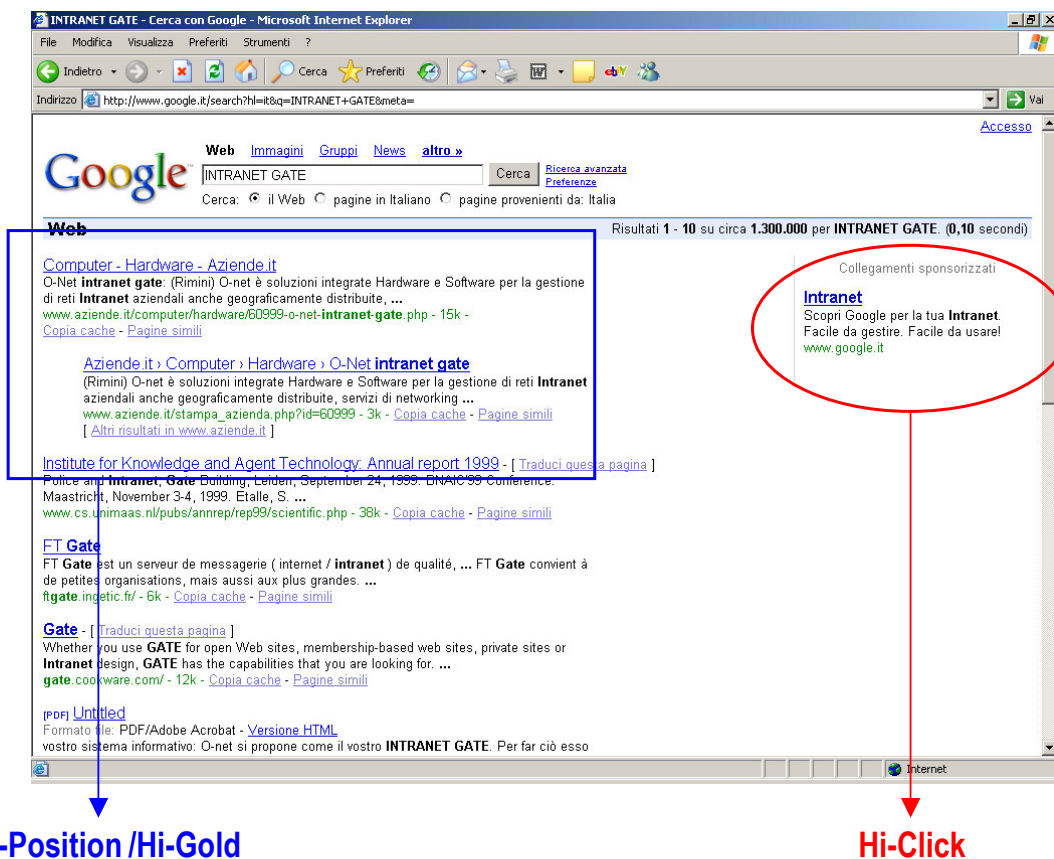 INTRANET GATE - Cerca con Google - Microsoft Internet Explorer
File Modifica Visualizza Preferiti Strumenti ?
Indietro Cerca Preferiti
Indirizzo http://www.google.it/search?hl=it&q=INTRANET+GATE&meta= Vai
Accesso
Web Immagini Gruppi News altro »
Google™ INTRANET GATE Cerca Ricerca avanzata
Preferenze
Cerca: il Web pagine in Italiano pagine provenienti da: Italia
Web Risultati 1 - 10 su circa 1.300.000 per INTRANET GATE. (0,10 secondi)
Computer - Hardware - Aziende.it
O-Net intranet gate: (Rimini) O-net è soluzioni integrate Hardware e Software per la gestione
di reti Intranet aziendali anche geograficamente distribuite, ...
www.aziende.it/computer/hardware/60999-o-net-intranet-gate.php - 15k -
Copia cache - Pagine simili
Aziende.it › Computer › Hardware › O-Net intranet gate
(Rimini) O-net è soluzioni integrate Hardware e Software per la gestione di reti Intranet
aziendali anche geograficamente distribuite, servizi di networking ...
www.aziende.it/stampa_azienda.php?id=60999 - 3k - Copia cache - Pagine simili
[ Altri risultati in www.aziende.it ]
Institute for Knowledge and Agent Technology: Annual report 1999 - [ Traduci questa pagina ]
Police and Intranet, Gate Building, Leiden, September 24, 1999. BNAIC'99 Conference.
Maastricht, November 3-4, 1999. Etalle, S. ...
www.cs.unimaas.nl/pubs/annrep/rep99/scientific.php - 38k - Copia cache - Pagine simili
FT Gate
FT Gate est un serveur de messagerie ( internet / intranet ) de qualité, ... FT Gate convient à
de petites organisations, mais aussi aux plus grandes. ...
ftgate.ingetic.fr/ - 6k - Copia cache - Pagine simili
Gate - [ Traduci questa pagina ]
Whether you use GATE for open Web sites, membership-based web sites, private sites or
Intranet design, GATE has the capabilities that you are looking for. ...
gate.cookware.com/ - 12k - Copia cache - Pagine simili
[PDF] Untitled
Formato file: PDF/Adobe Acrobat - Versione HTML
vostro sistema informativo: O-net si propone come il vostro INTRANET GATE. Per far ciò esso
Collegamenti sponsorizzati
Intranet
Scopri Google per la tua Intranet.
Facile da gestire. Facile da usare!
www.google.it
Internet
-Position /Hi-Gold
Hi-Click